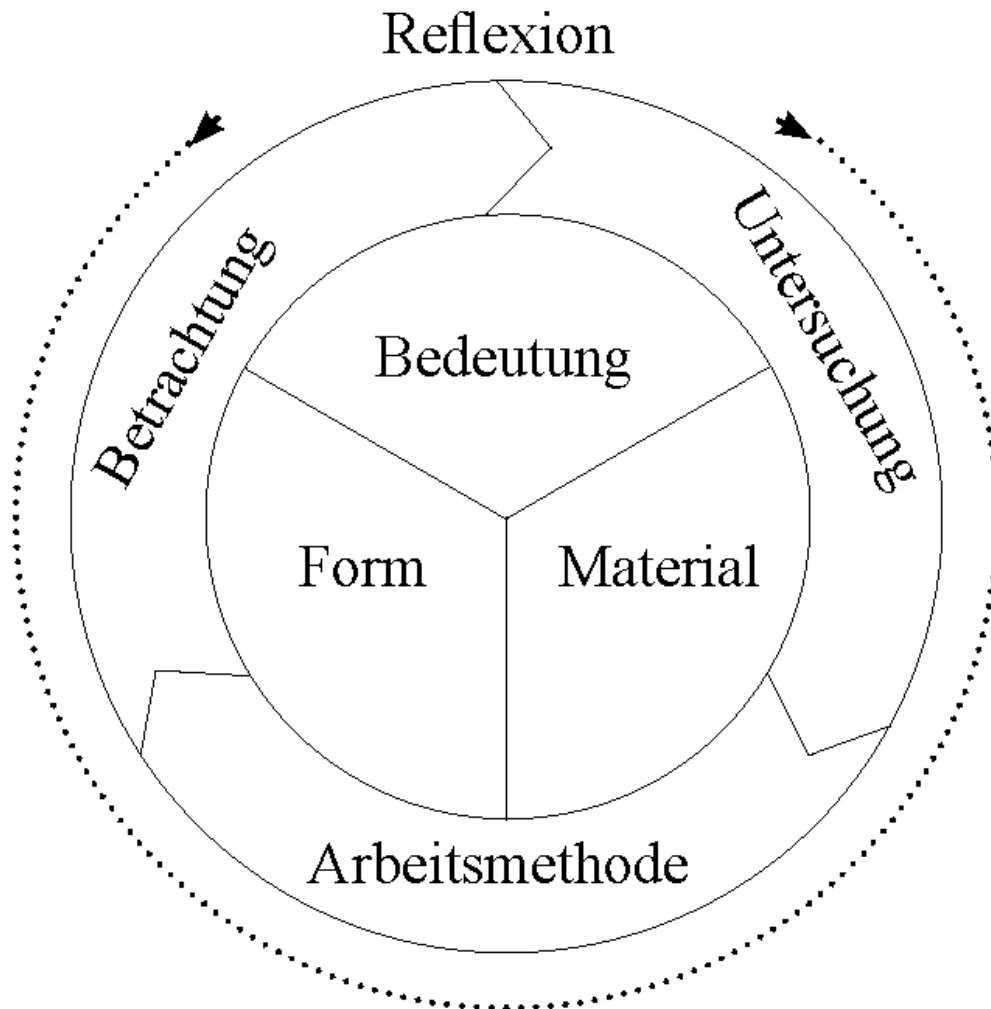 Reflexion
Betrachtung
Untersuchung
Bedeutung
Form
Material
Arbeitsmethode